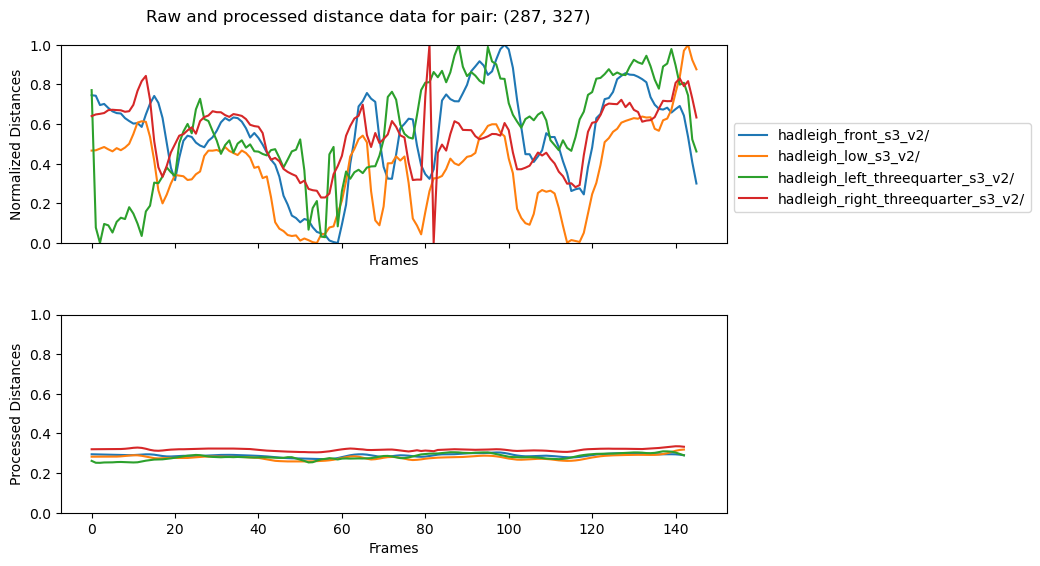 Raw and processed distance data for pair: (287, 327)
1.0
0.8
0.6
0.4
0.2
0.0
Normalized Distances
Frames
hadleigh_front_s3_v2/
hadleigh_low_s3_v2/
hadleigh_left_threequarter_s3_v2/
hadleigh_right_threequarter_s3_v2/
1.0
0.8
0.6
0.4
0.2
0.0
Processed Distances
0 20 40 60 80 100 120 140
Frames